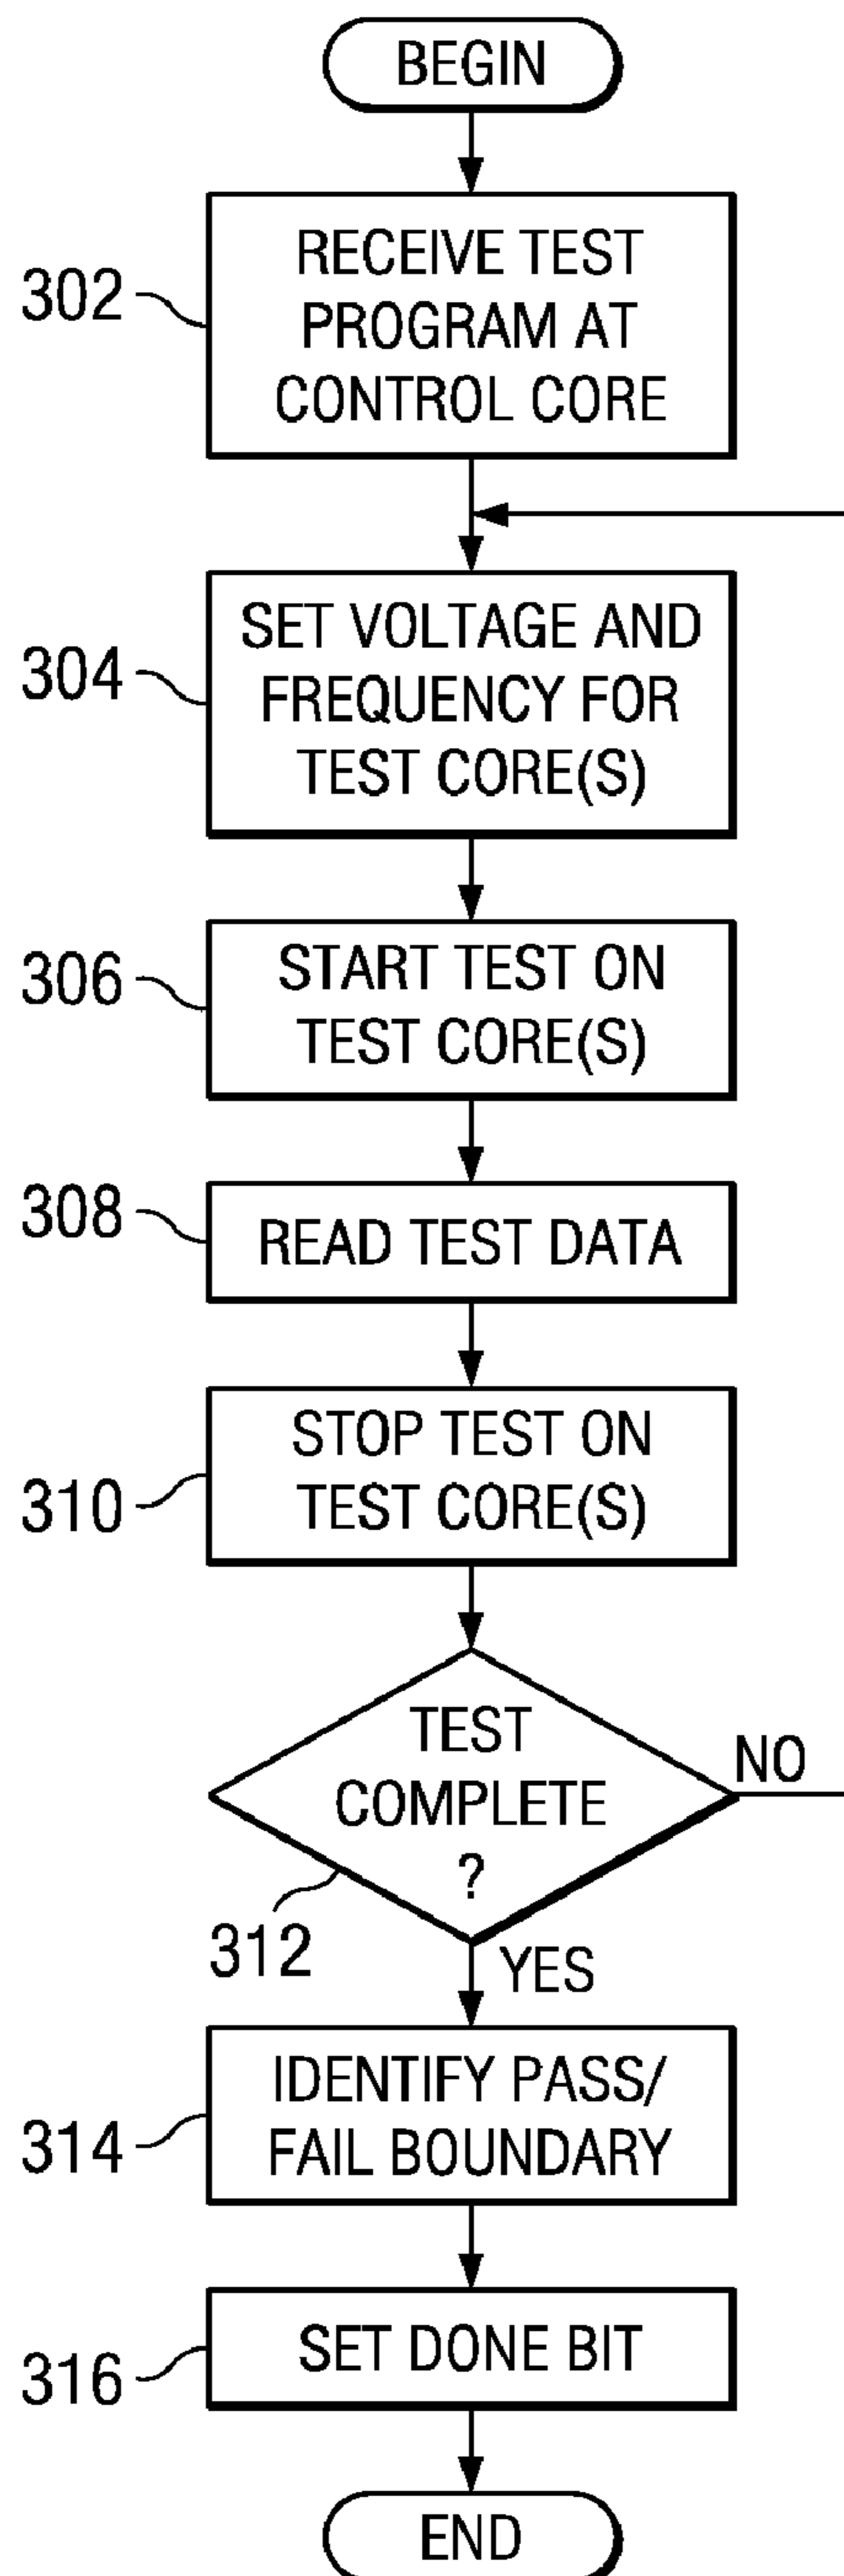 BEGIN
302
RECEIVE TEST
PROGRAM AT
CONTROL CORE
304
SET VOLTAGE AND
FREQUENCY FOR
TEST CORE(S)
306
START TEST ON
TEST CORE(S)
308
READ TEST DATA
310
STOP TEST ON
TEST CORE(S)
TEST
COMPLETE
?
NO
312
YES
314
IDENTIFY PASS/
FAIL BOUNDARY
316
SET DONE BIT
END